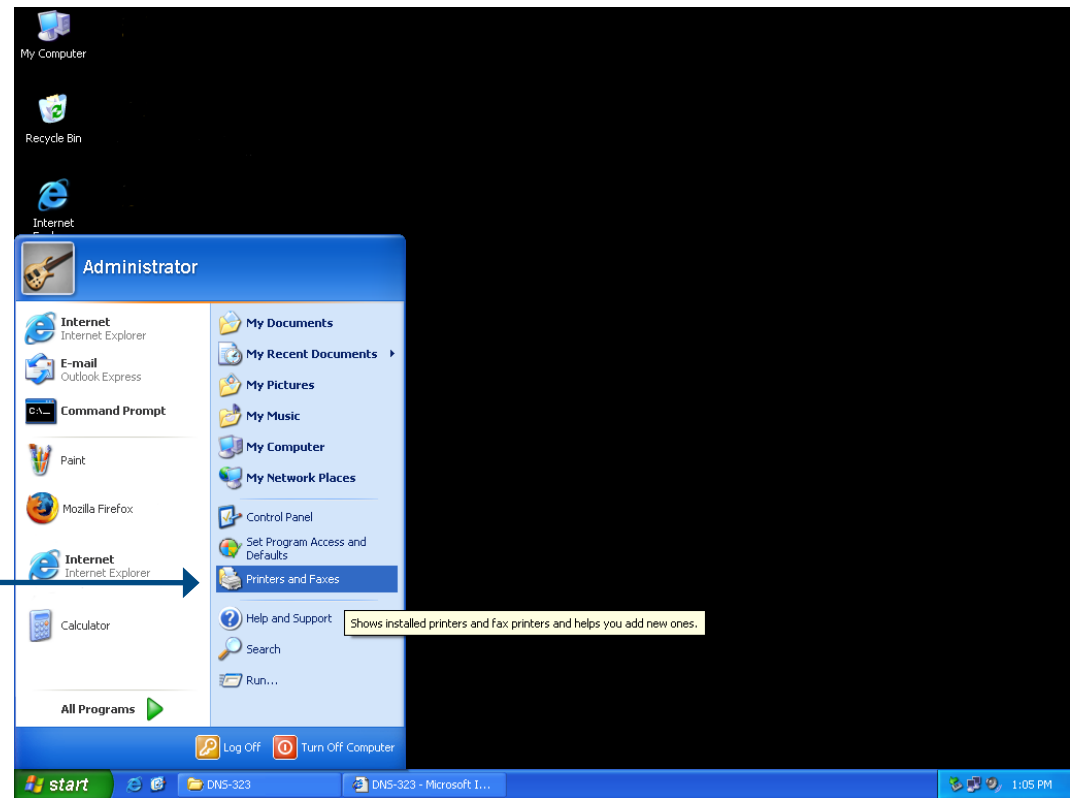 My Computer
Recycle Bin
Internet
Administrator
Internet
Internet Explorer
E-mail
Outlook Express
C:\_
Command Prompt
Paint
Mozilla Firefox
Internet
Internet Explorer
Calculator
All Programs
My Documents
My Recent Documents
My Pictures
My Music
My Computer
My Network Places
Control Panel
Set Program Access and
Defaults
Printers and Faxes
Help and Support
Shows installed printers and fax printers and helps you add new ones.
Search
Run...
Log Off
Turn Off Computer
start
DNS-323
DNS-323 - Microsoft I...
1:05 PM